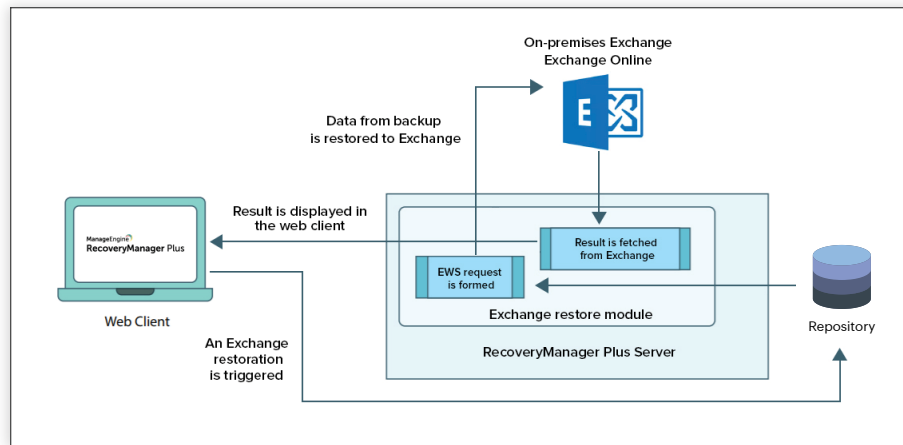 On-premises Exchange
Exchange Online
E
Data from backup
is restored to Exchange
Result is displayed in
the web client
ManageEngine
RecoveryManager Plus
Web Client
Result is fetched
from Exchange
EWS request
is formed
Exchange restore module
RecoveryManager Plus Server
Repository
An Exchange
restoration
is triggered